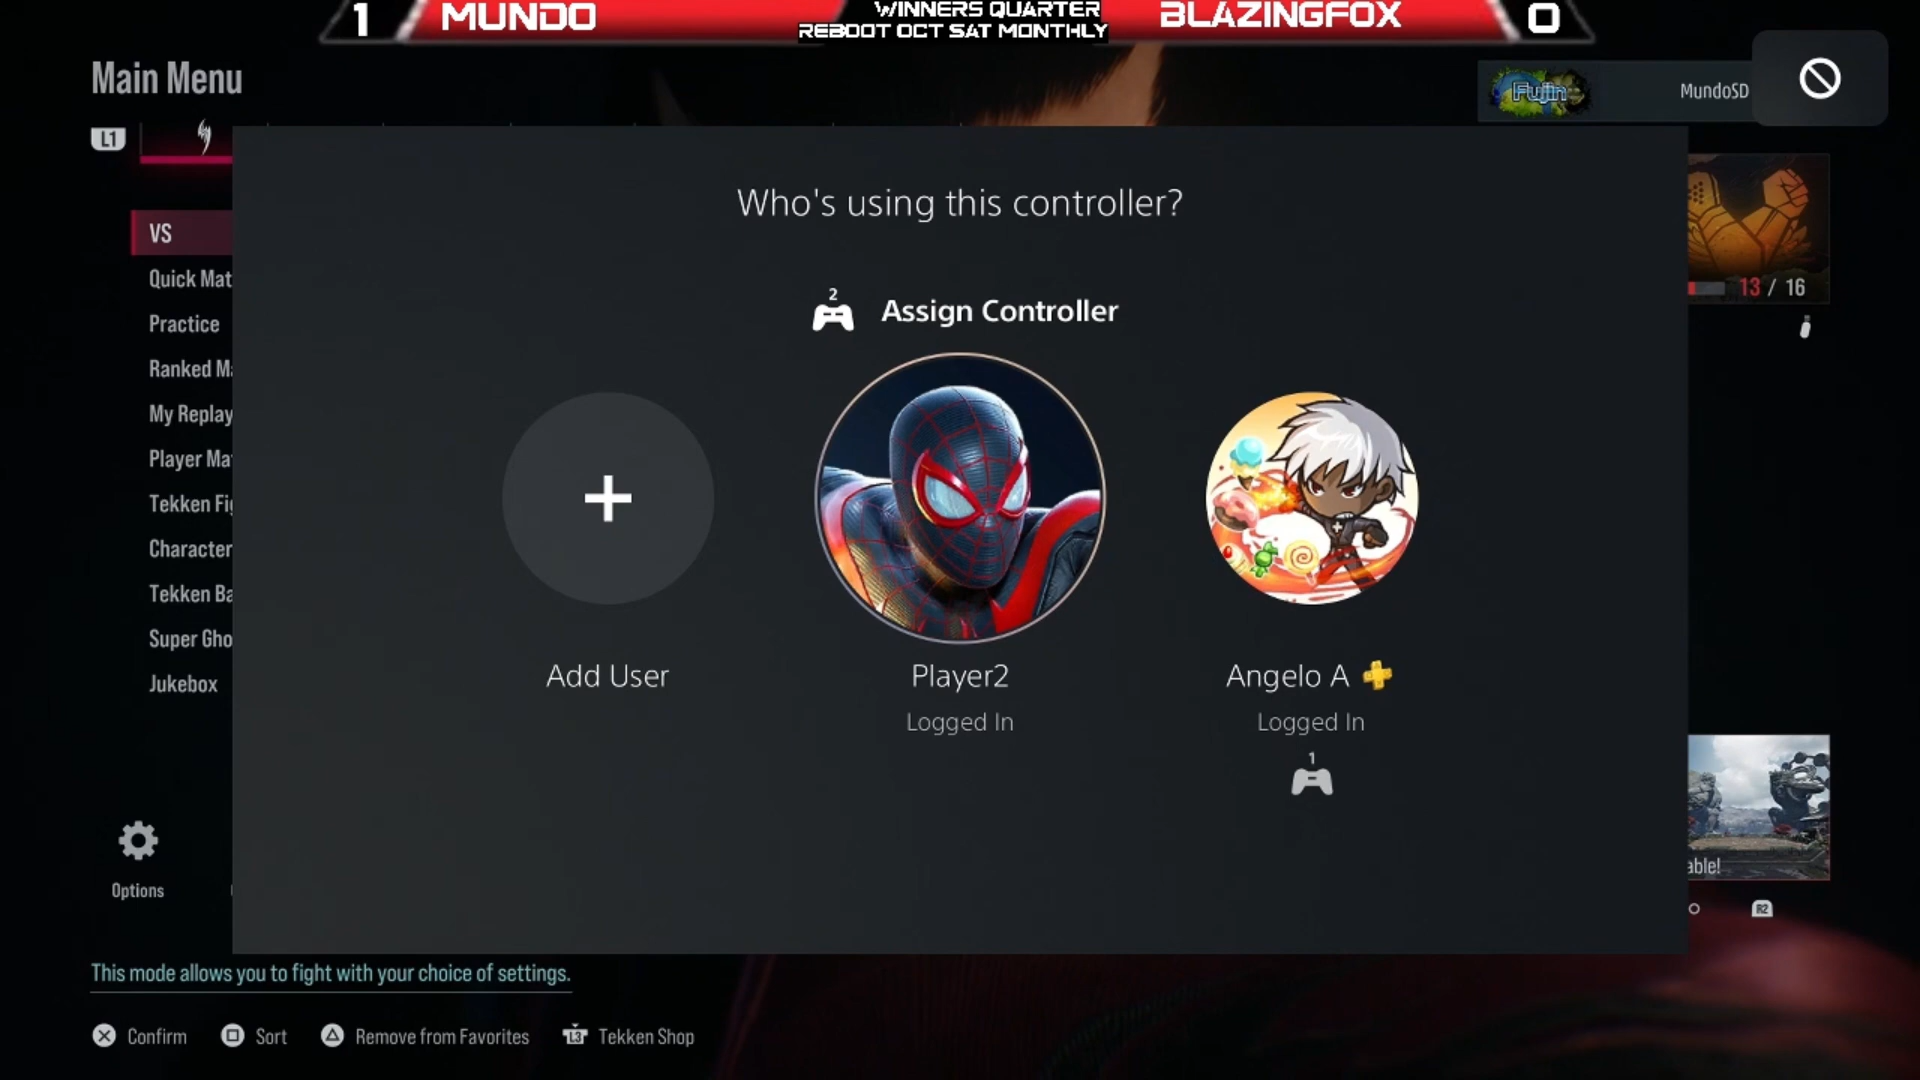 1 MUNDO
WINNERS QUARTER
REBOOT OCT SAT MONTHLY
BLAZINGFOX 0
Main Menu
Fujin
MundoSD
L1
Who's using this controller?
2
Assign Controller
VS
Quick Mat
Practice
Ranked Ma
My Replay
Player Mat
Tekken Fig
Character
Tekken Ba
Super Gho
Jukebox
13 / 16
Add User
Player2
Logged In
Angelo A
Logged In
1
able!
R2
Options
This mode allows you to fight with your choice of settings.
Confirm
Sort
Remove from Favorites
L3
Tekken Shop